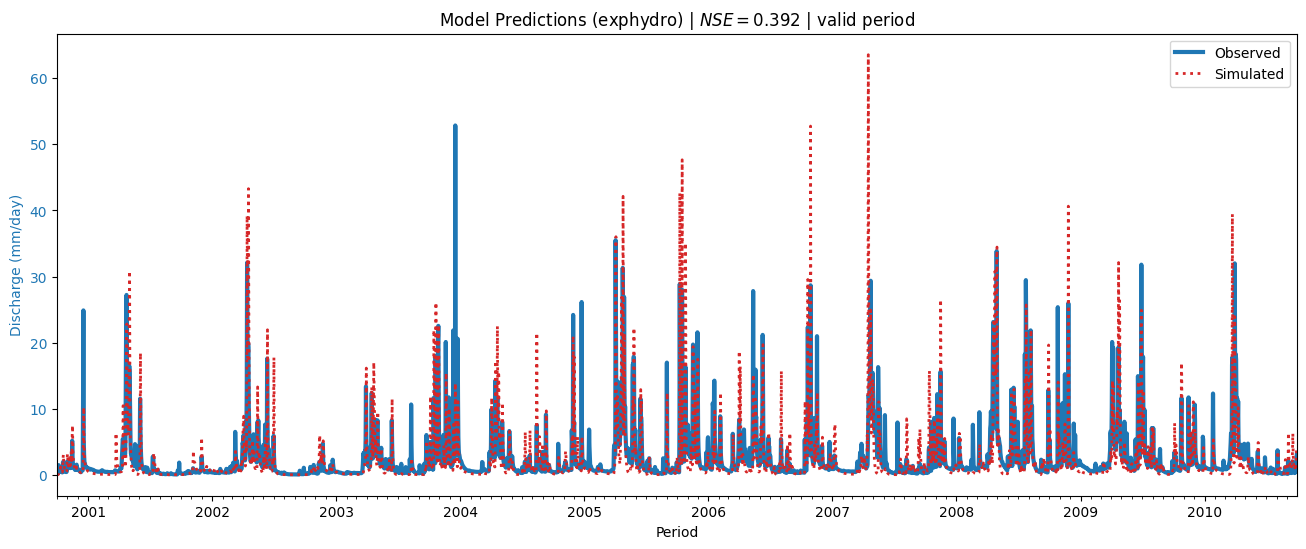 Model Predictions (exphydro) | NSE = 0.392 | valid period
Observed
Simulated
Discharge (mm/day)
60
50
40
30
20
10
0
2001 2002 2003 2004 2005 2006 2007 2008 2009 2010
Period